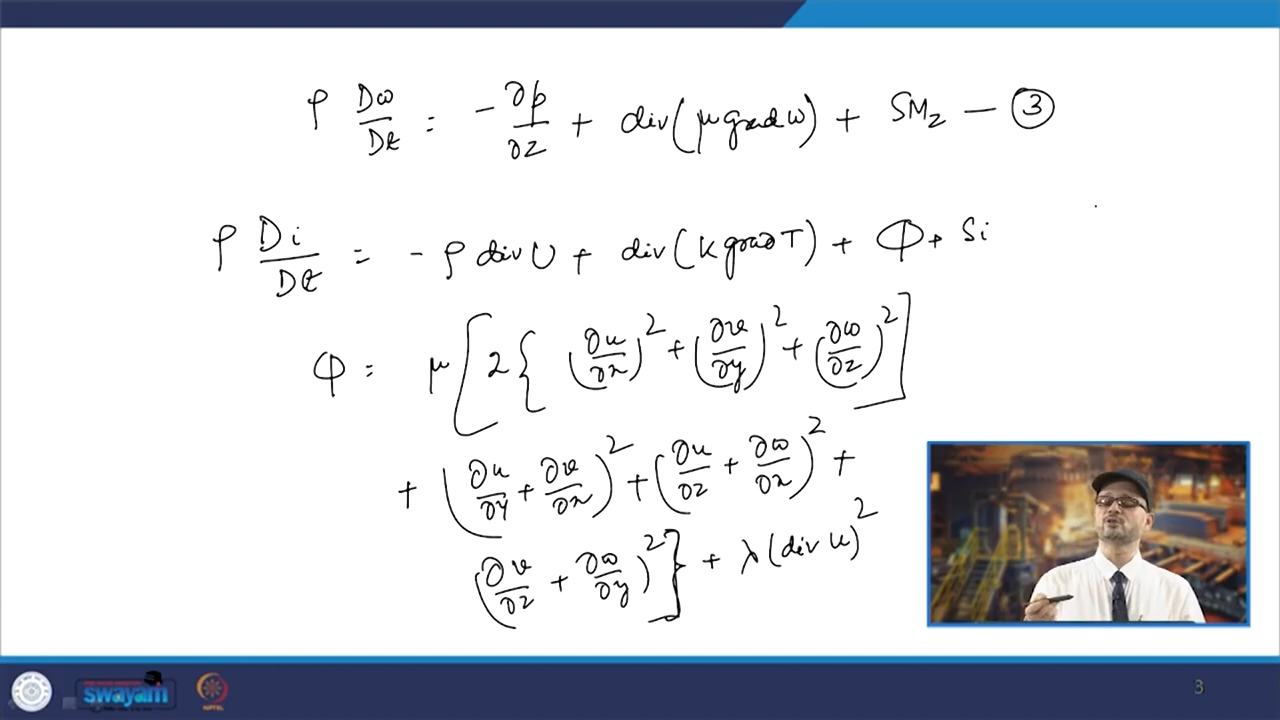 ρ Dw/Dt = - ∂p/∂z + div(μ grad w) + SMz — ③
ρ Di/Dt = - ρ div U + div(K grad T) + Φ + Si
Φ = μ[2{(∂u/∂x)² + (∂v/∂y)² + (∂w/∂z)²]
+ (∂u/∂y + ∂v/∂x)² + (∂u/∂z + ∂w/∂x)² +
(∂v/∂z + ∂w/∂y)²]} + λ(div u)²
swayam
NPTEL
3